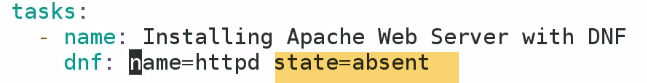 tasks:
  - name: Installing Apache Web Server with DNF
    dnf: name=httpd state=absent